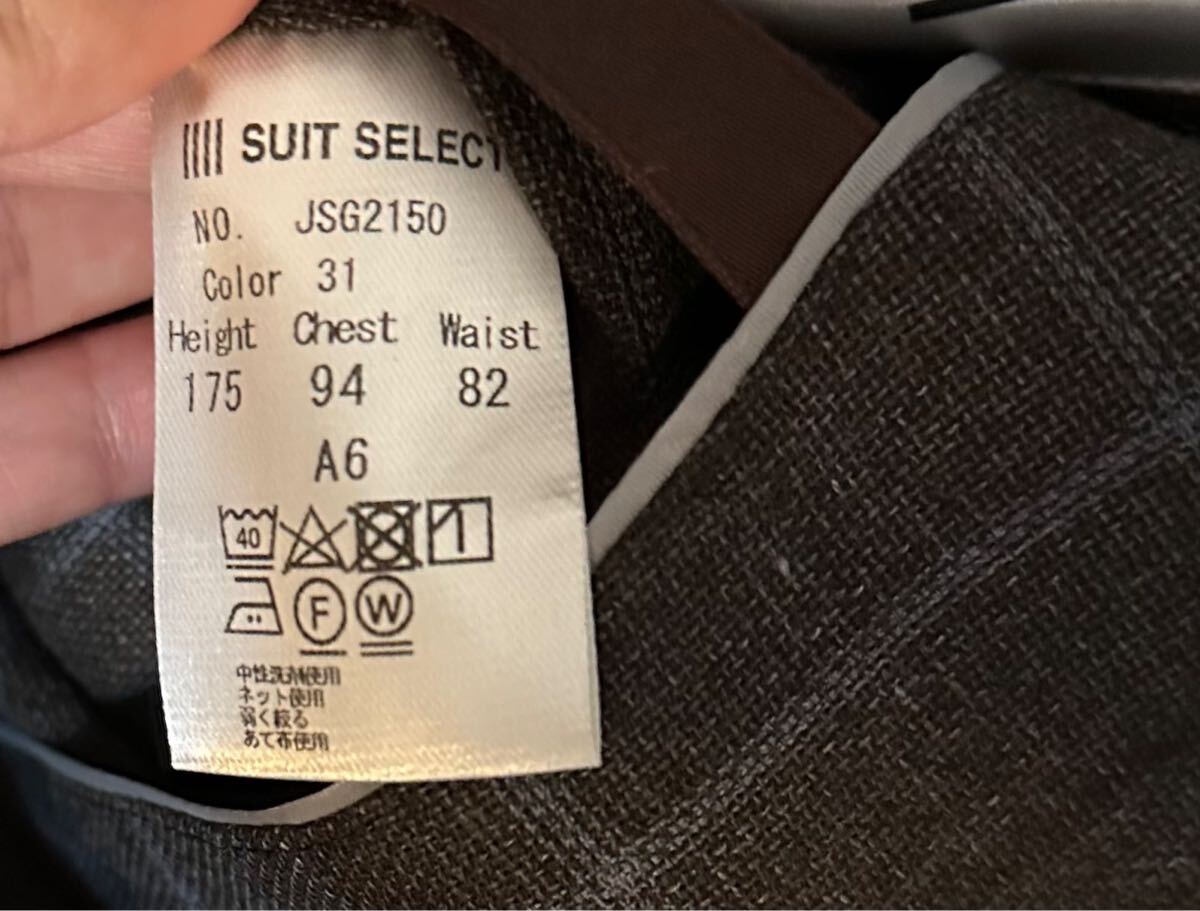 SUIT SELECT
NO. JSG2150
Color 31
Height Chest Waist
175 94 82
A6
40
F W
中性洗剤使用
ネット使用
弱く絞る
あて布使用